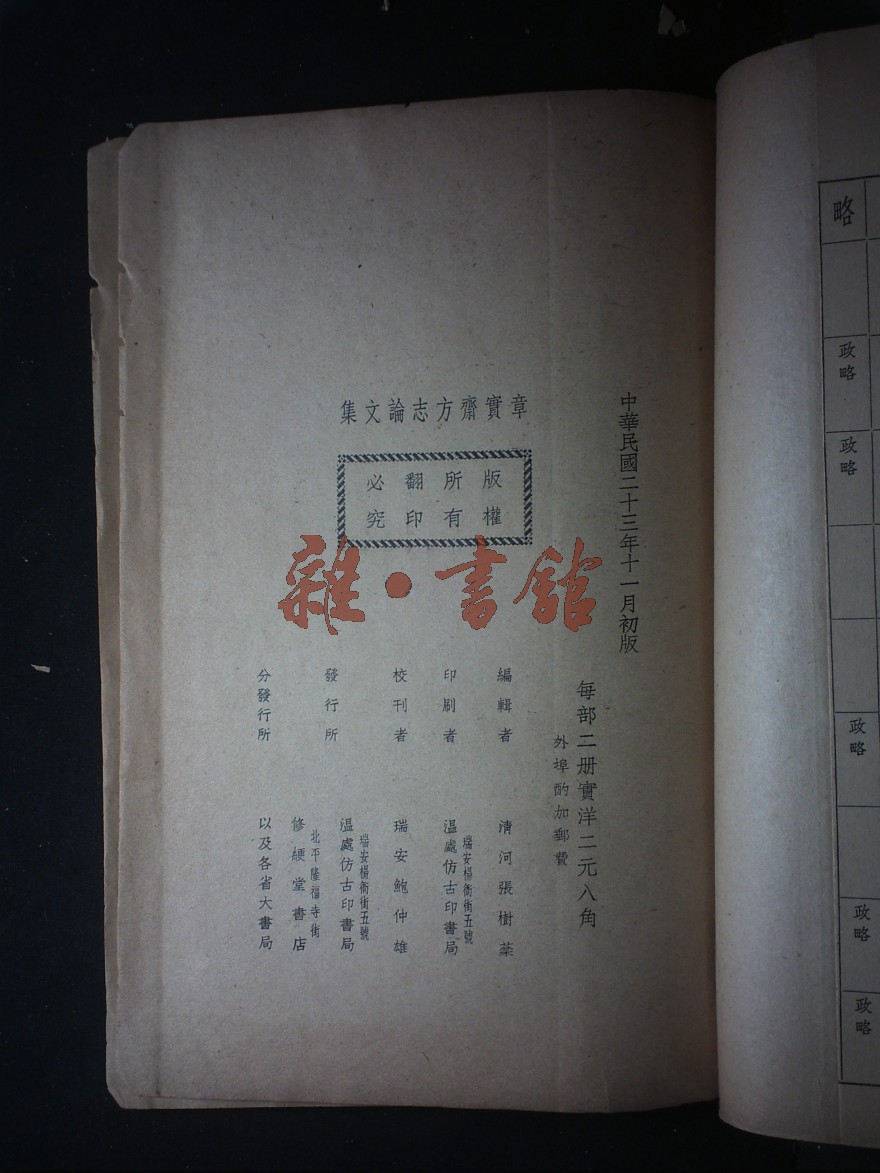 略
政略
政略
政略
政略
政略
中華民國二十三年十一月初版
每部二册實洋二元八角
外埠酌加郵費
章實齋方志論文集
版權所有翻印必究
雜·書館
編輯者 清河張樹棻
印刷者 瑞安楊衙街五號
温處仿古印書局
校刊者 瑞安鮑仲雄
發行所 瑞安楊衙街五號
温處仿古印書局
北平隆福寺街
修綆堂書店
分發行所 以及各省大書局